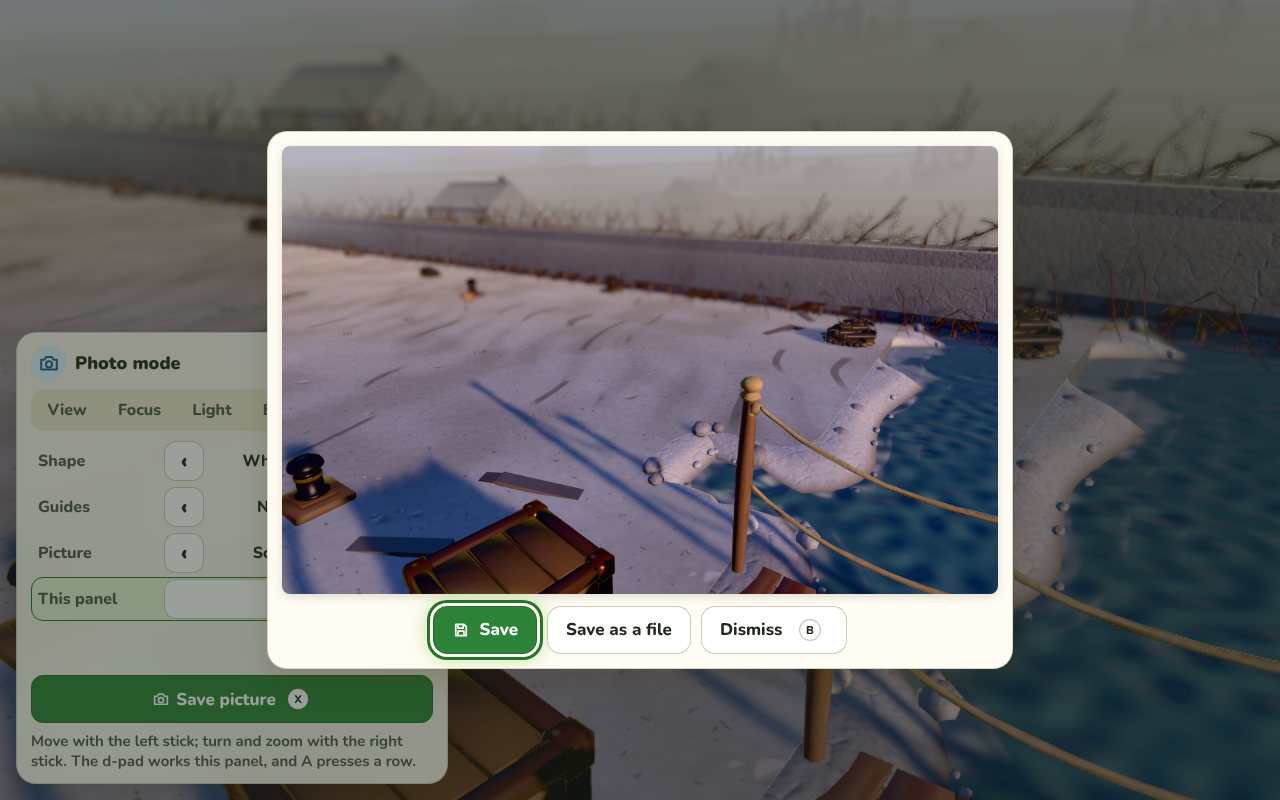 Photo mode
View Focus Light
Shape
Guides
Picture
This panel
Save picture X
Move with the left stick; turn and zoom with the right
stick. The d-pad works this panel, and A presses a row.
Save Save as a file Dismiss B